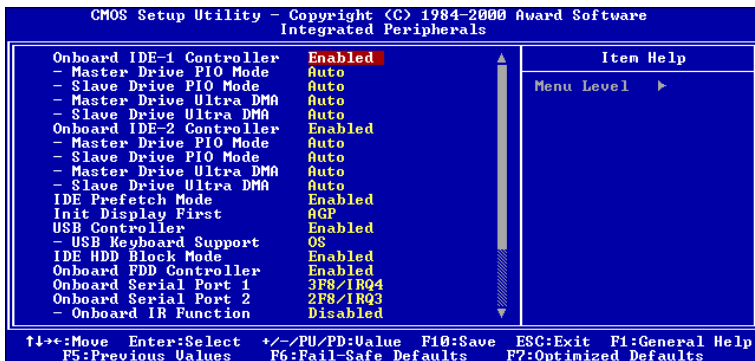 CMOS Setup Utility - Copyright (C) 1984-2000 Award Software
Integrated Peripherals
Onboard IDE-1 Controller Enabled
- Master Drive PIO Mode Auto
- Slave Drive PIO Mode Auto
- Master Drive Ultra DMA Auto
- Slave Drive Ultra DMA Auto
Onboard IDE-2 Controller Enabled
- Master Drive PIO Mode Auto
- Slave Drive PIO Mode Auto
- Master Drive Ultra DMA Auto
- Slave Drive Ultra DMA Auto
IDE Prefetch Mode Enabled
Init Display First AGP
USB Controller Enabled
- USB Keyboard Support OS
IDE HDD Block Mode Enabled
Onboard FDD Controller Enabled
Onboard Serial Port 1 3F8/IRQ4
Onboard Serial Port 2 2F8/IRQ3
- Onboard IR Function Disabled
Item Help
Menu Level ▶
↑↓→←:Move Enter:Select +/-/PU/PD:Value F10:Save ESC:Exit F1:General Help
F5:Previous Values F6:Fail-Safe Defaults F7:Optimized Defaults